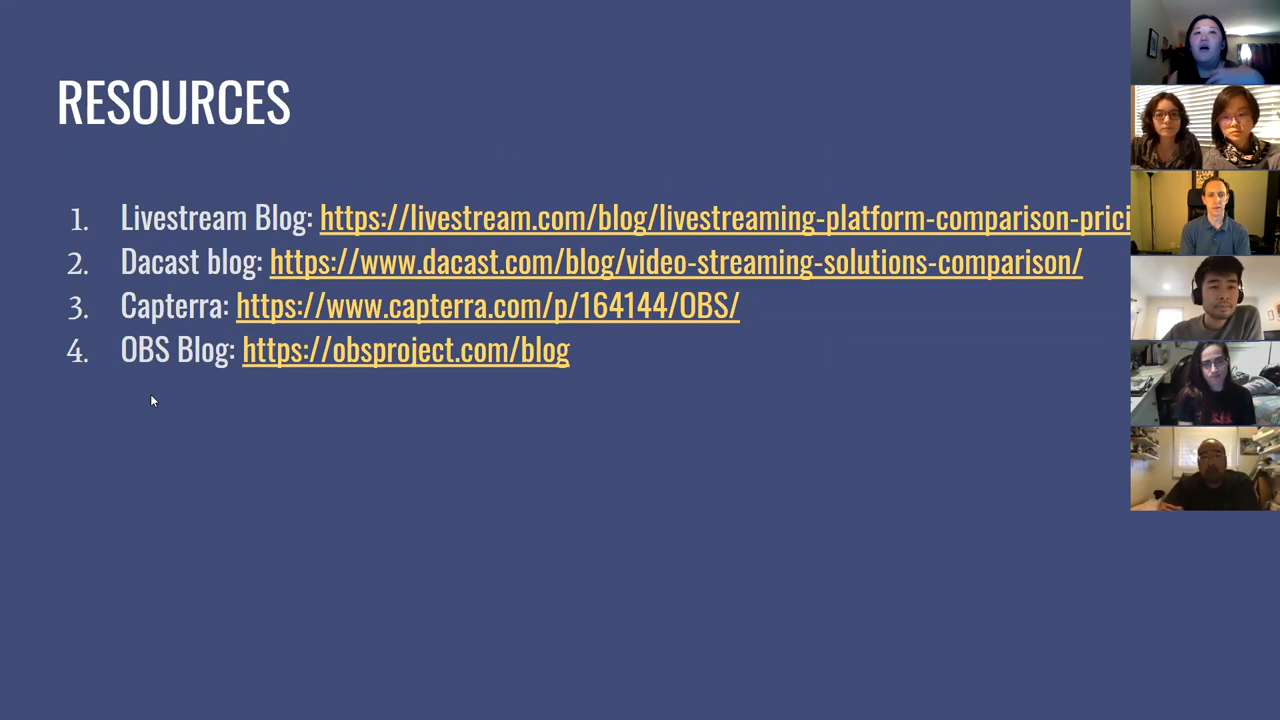 RESOURCES
1. Livestream Blog: https://livestream.com/blog/livestreaming-platform-comparison-prici
2. Dacast blog: https://www.dacast.com/blog/video-streaming-solutions-comparison/
3. Capterra: https://www.capterra.com/p/164144/OBS/
4. OBS Blog: https://obsproject.com/blog